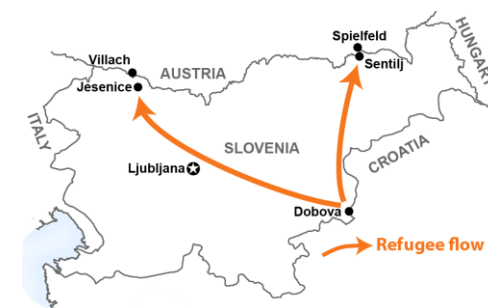 Spielfeld
HUNGARY
Villach
AUSTRIA
Sentilj
Jesenice
ITALY
SLOVENIA
CROATIA
Ljubljana
Dobova
Refugee flow